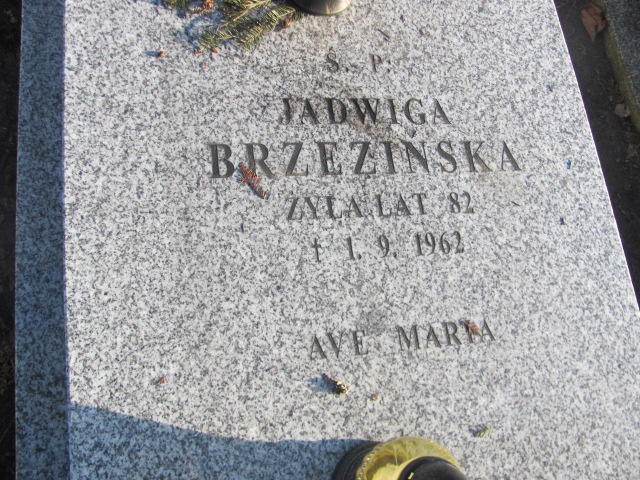 Ś. P.
JADWIGA
BRZEZIŃSKA
ŻYŁA LAT 82
† 1. 9. 1962
AVE MARIA